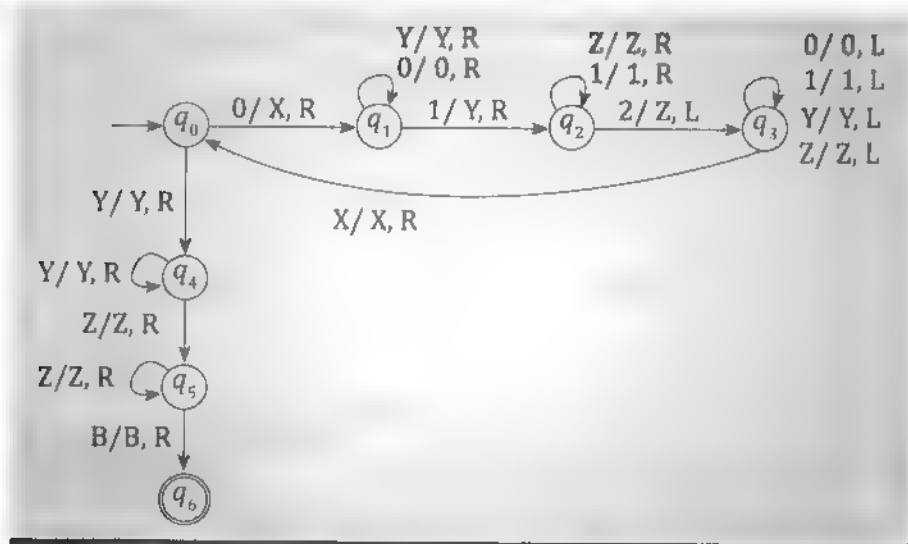 Y/ Y, R
0/ 0, R
Z/ Z, R
1/ 1, R
0/ 0, L
1/ 1, L
Y/ Y, L
Z/ Z, L
q₀
0/ X, R
q₁
1/ Y, R
q₂
2/ Z, L
q₃
X/ X, R
Y/ Y, R
Y/ Y, R
q₄
Z/Z, R
Z/Z, R
q₅
B/B, R
q₆